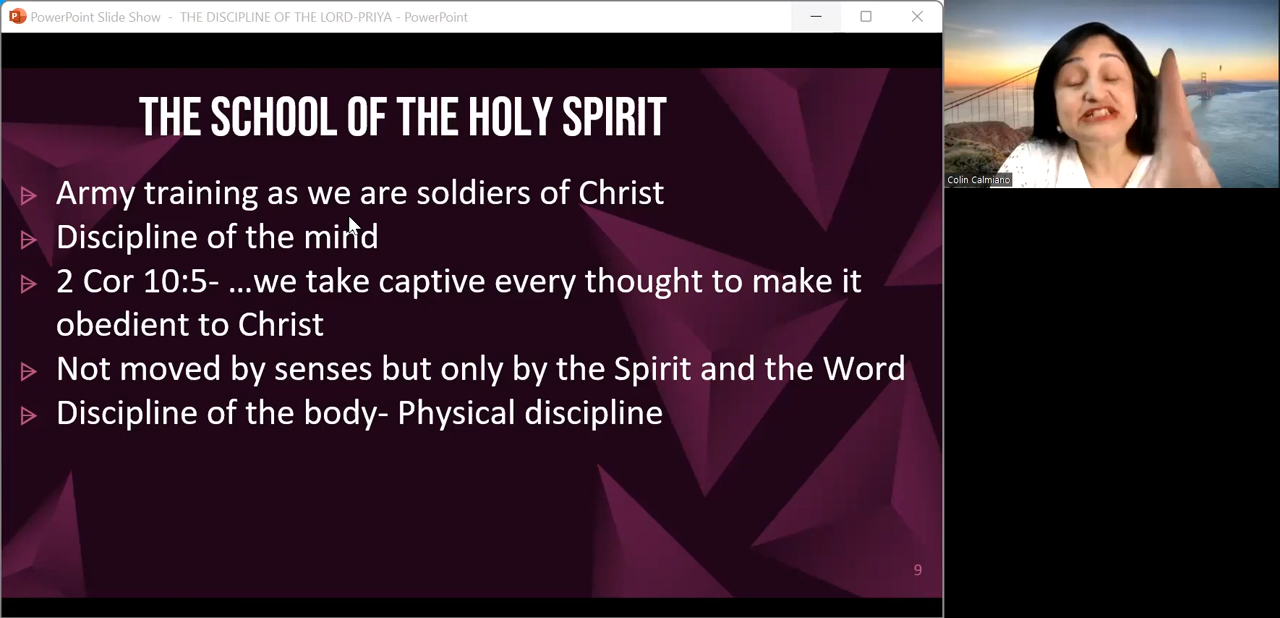 PowerPoint Slide Show - THE DISCIPLINE OF THE LORD-PRIYA - PowerPoint
THE SCHOOL OF THE HOLY SPIRIT
Army training as we are soldiers of Christ
Discipline of the mind
2 Cor 10:5- …we take captive every thought to make it
obedient to Christ
Not moved by senses but only by the Spirit and the Word
Discipline of the body- Physical discipline
9
Colin Calmiano